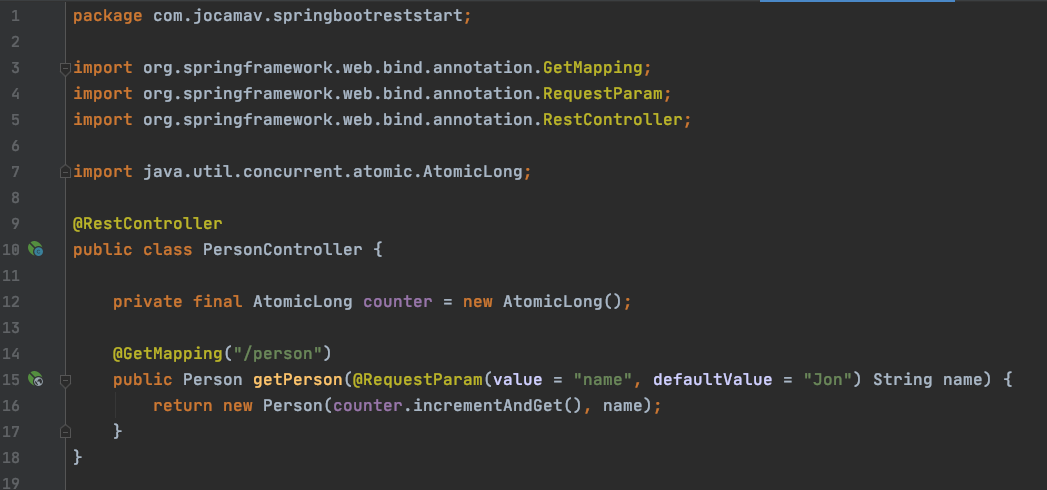 1 package com.jocamav.springbootreststart;
2
3 import org.springframework.web.bind.annotation.GetMapping;
4 import org.springframework.web.bind.annotation.RequestParam;
5 import org.springframework.web.bind.annotation.RestController;
6
7 import java.util.concurrent.atomic.AtomicLong;
8
9 @RestController
10 public class PersonController {
11
12     private final AtomicLong counter = new AtomicLong();
13
14     @GetMapping("/person")
15     public Person getPerson(@RequestParam(value = "name", defaultValue = "Jon") String name) {
16         return new Person(counter.incrementAndGet(), name);
17     }
18 }
19